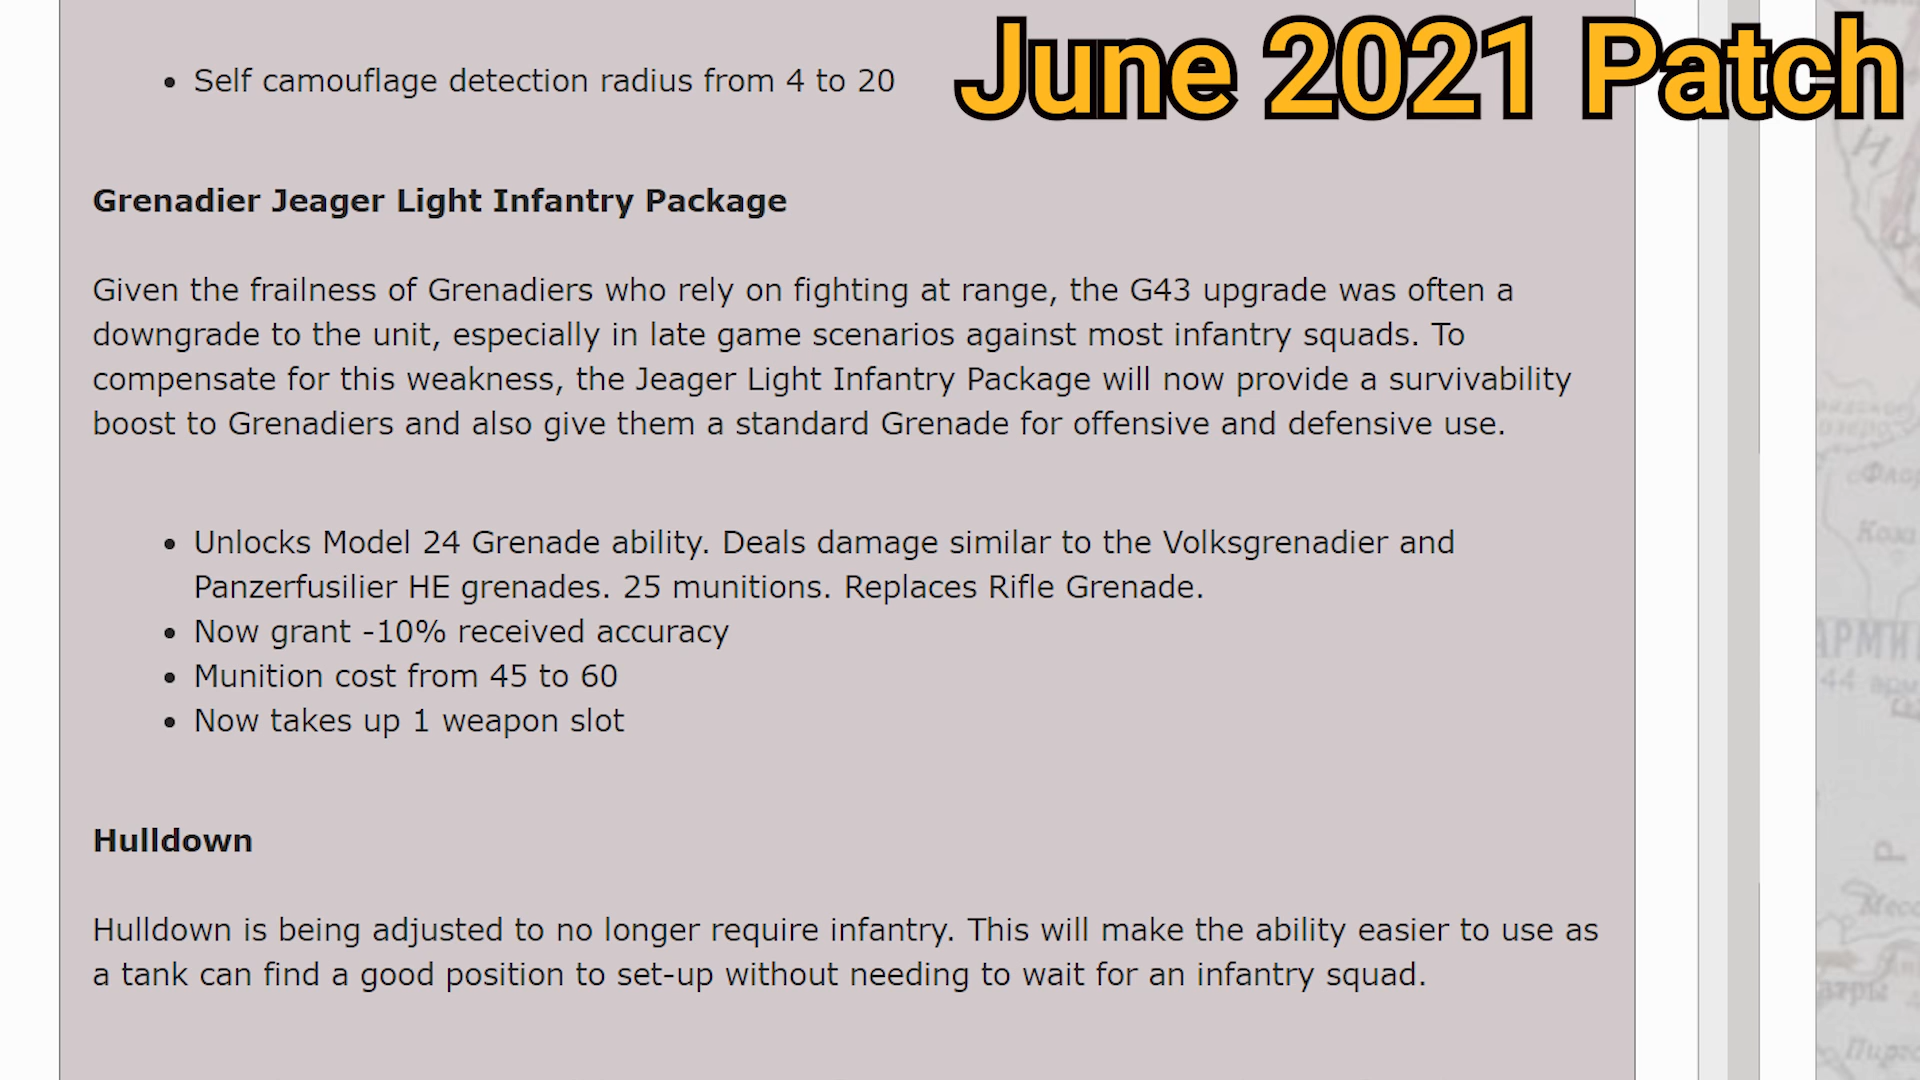 June 2021 Patch
• Self camouflage detection radius from 4 to 20
Grenadier Jeager Light Infantry Package
Given the frailness of Grenadiers who rely on fighting at range, the G43 upgrade was often a
downgrade to the unit, especially in late game scenarios against most infantry squads. To
compensate for this weakness, the Jeager Light Infantry Package will now provide a survivability
boost to Grenadiers and also give them a standard Grenade for offensive and defensive use.
• Unlocks Model 24 Grenade ability. Deals damage similar to the Volksgrenadier and
Panzerfusilier HE grenades. 25 munitions. Replaces Rifle Grenade.
• Now grant -10% received accuracy
• Munition cost from 45 to 60
• Now takes up 1 weapon slot
Hulldown
Hulldown is being adjusted to no longer require infantry. This will make the ability easier to use as
a tank can find a good position to set-up without needing to wait for an infantry squad.
И
АРМИ
44
Р